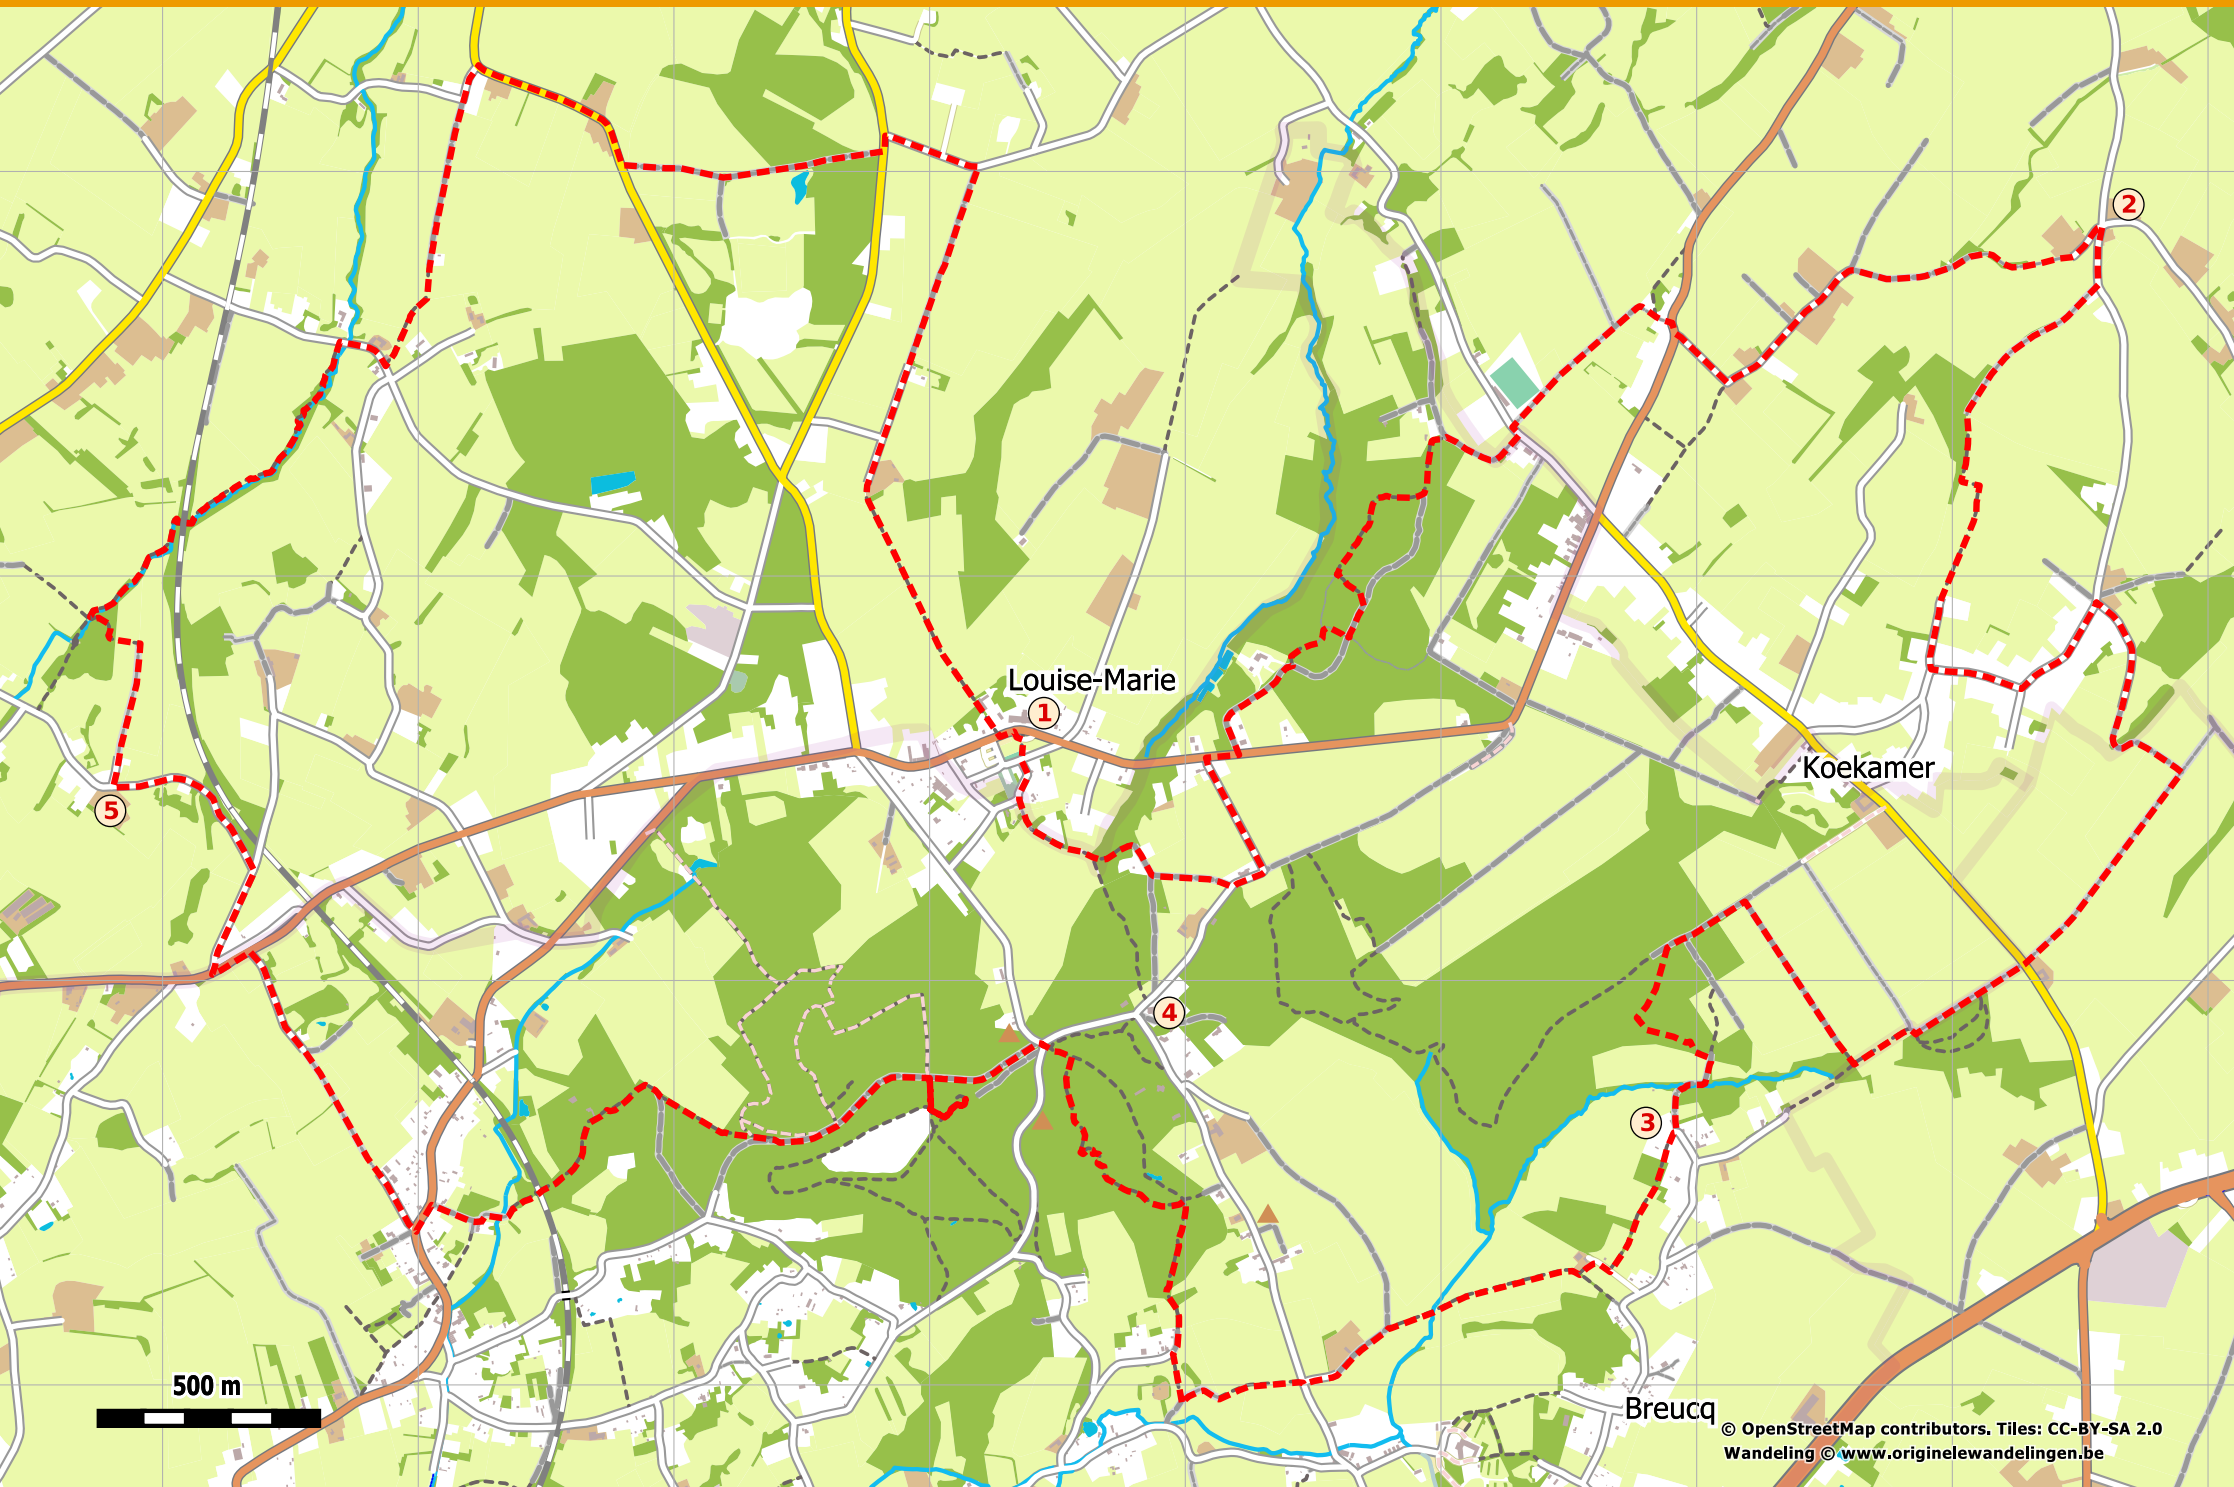 2
Louise-Marie
1
Koekamer
5
4
3
500 m
Breucq
© OpenStreetMap contributors. Tiles: CC-BY-SA 2.0
Wandeling © www.originelewandelingen.be